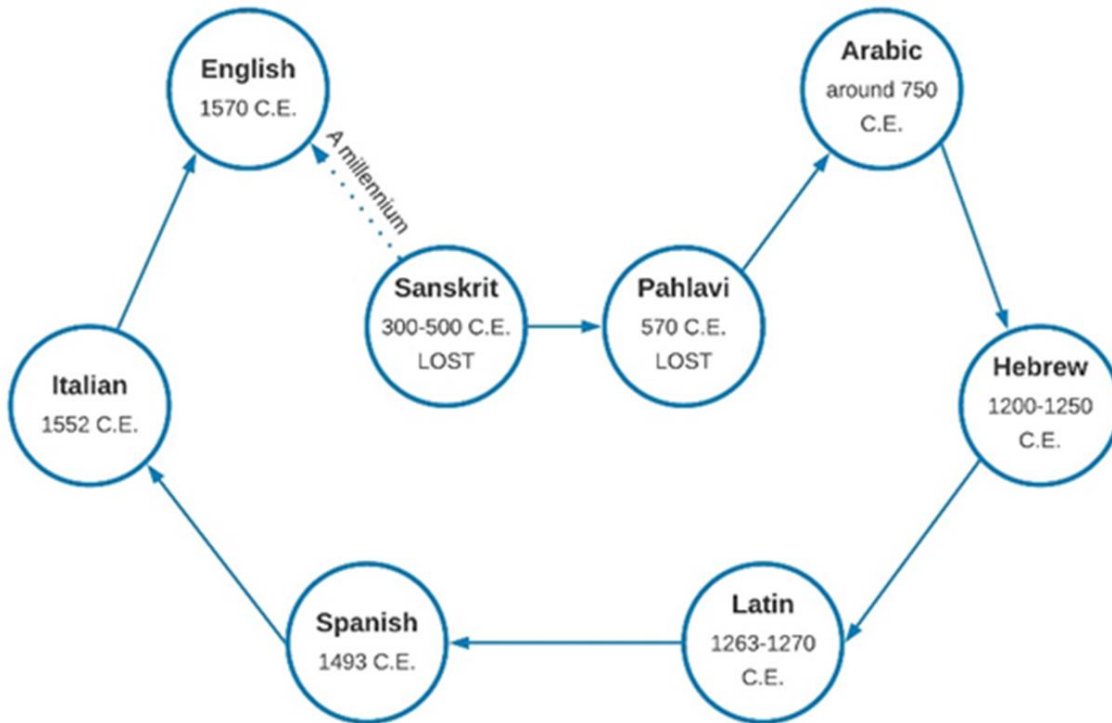 English
1570 C.E.
A millennium
Sanskrit
300-500 C.E.
LOST
Pahlavi
570 C.E.
LOST
Arabic
around 750
C.E.
Hebrew
1200-1250
C.E.
Latin
1263-1270
C.E.
Spanish
1493 C.E.
Italian
1552 C.E.